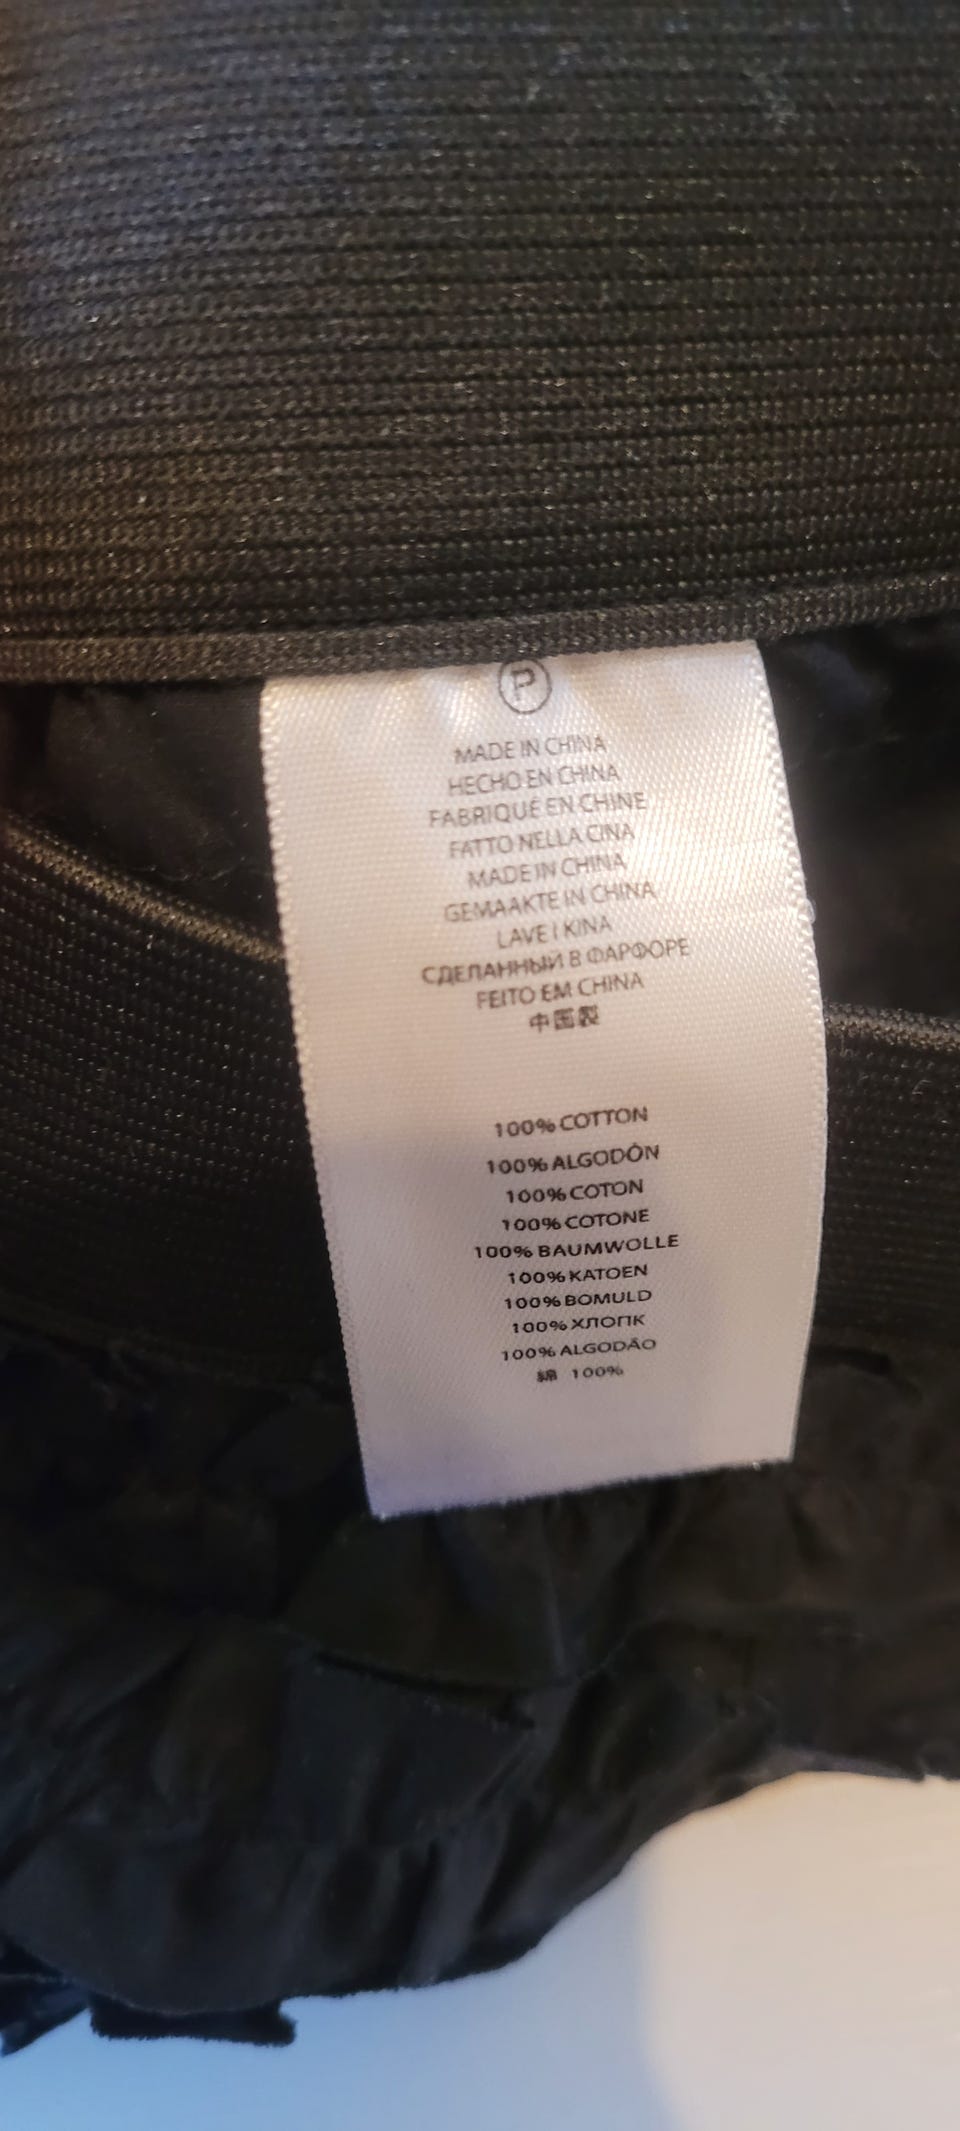 P
MADE IN CHINA
HECHO EN CHINA
FABRIQUÉ EN CHINE
FATTO NELLA CINA
MADE IN CHINA
GEMAAKTE IN CHINA
LAVE I KINA
СДЕЛАННЫЙ В ФАРФОРЕ
FEITO EM CHINA
中国製
100% COTTON
100% ALGODÓN
100% COTON
100% COTONE
100% BAUMWOLLE
100% KATOEN
100% BOMULD
100% ХЛОПК
100% ALGODÃO
綿 100%